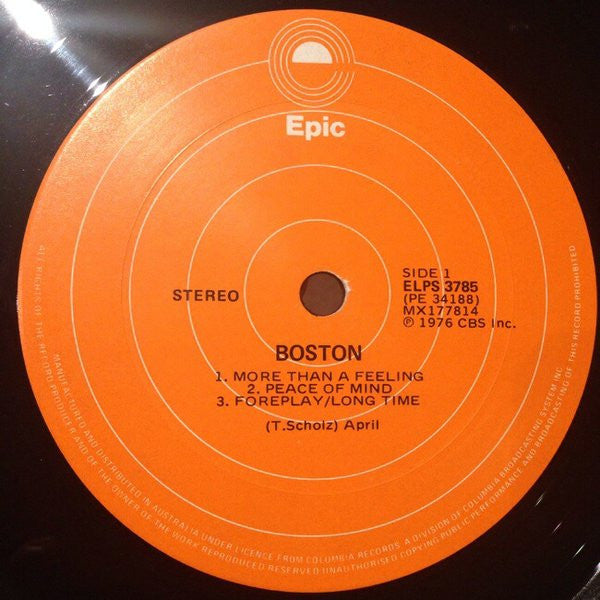 Epic
STEREO
SIDE 1
ELPS 3785
(PE 34188)
MX177814
℗ 1976 CBS Inc.
BOSTON
1. MORE THAN A FEELING
2. PEACE OF MIND
3. FOREPLAY/LONG TIME
(T.Scholz) April
MANUFACTURED AND DISTRIBUTED IN AUSTRALIA UNDER LICENCE FROM COLUMBIA RECORDS, A DIVISION OF COLUMBIA BROADCASTING SYSTEM INC
ALL RIGHTS OF THE RECORD PRODUCER AND OF THE OWNER OF THE WORK REPRODUCED RESERVED UNAUTHORISED COPYING PUBLIC PERFORMANCE AND BROADCASTING OF THIS RECORD PROHIBITED